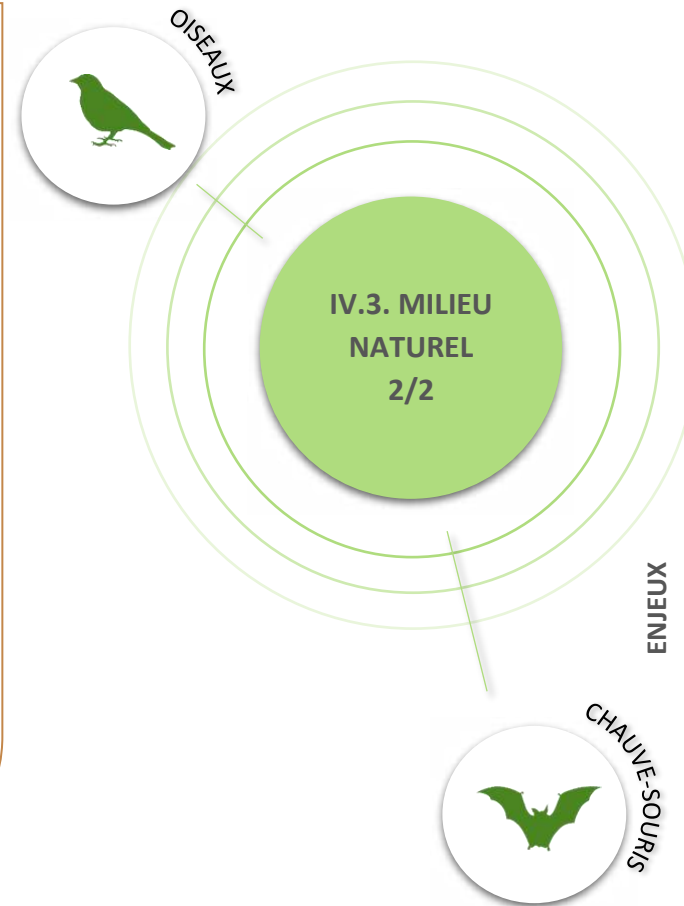 OISEAUX
IV.3. MILIEU
NATUREL
2/2
ENJEUX
CHAUVE-SOURIS